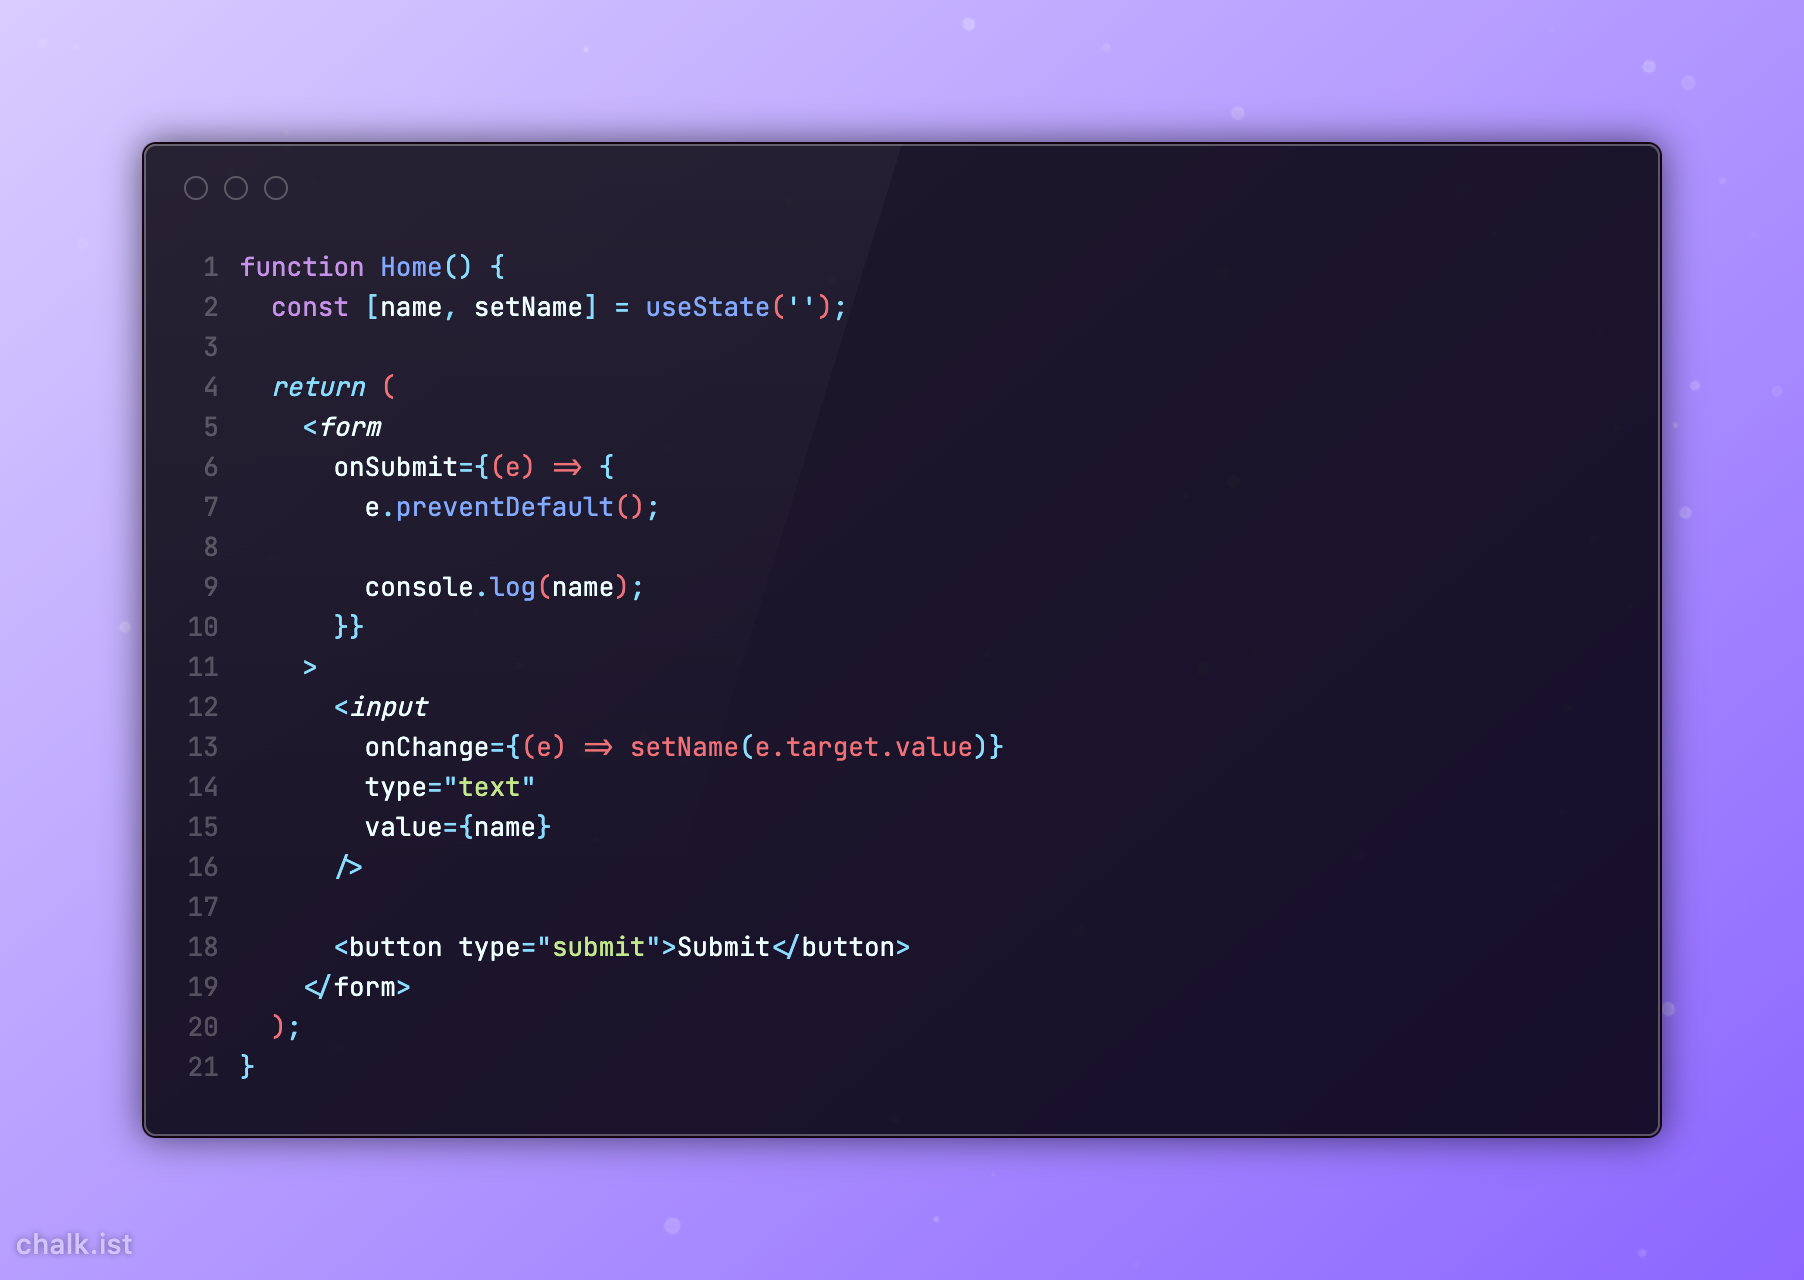 1 function Home() {
2   const [name, setName] = useState('');
3
4   return (
5     <form
6       onSubmit={(e) => {
7         e.preventDefault();
8
9         console.log(name);
10       }}
11     >
12       <input
13         onChange={(e) => setName(e.target.value)}
14         type="text"
15         value={name}
16       />
17
18       <button type="submit">Submit</button>
19     </form>
20   );
21 }
chalk.ist